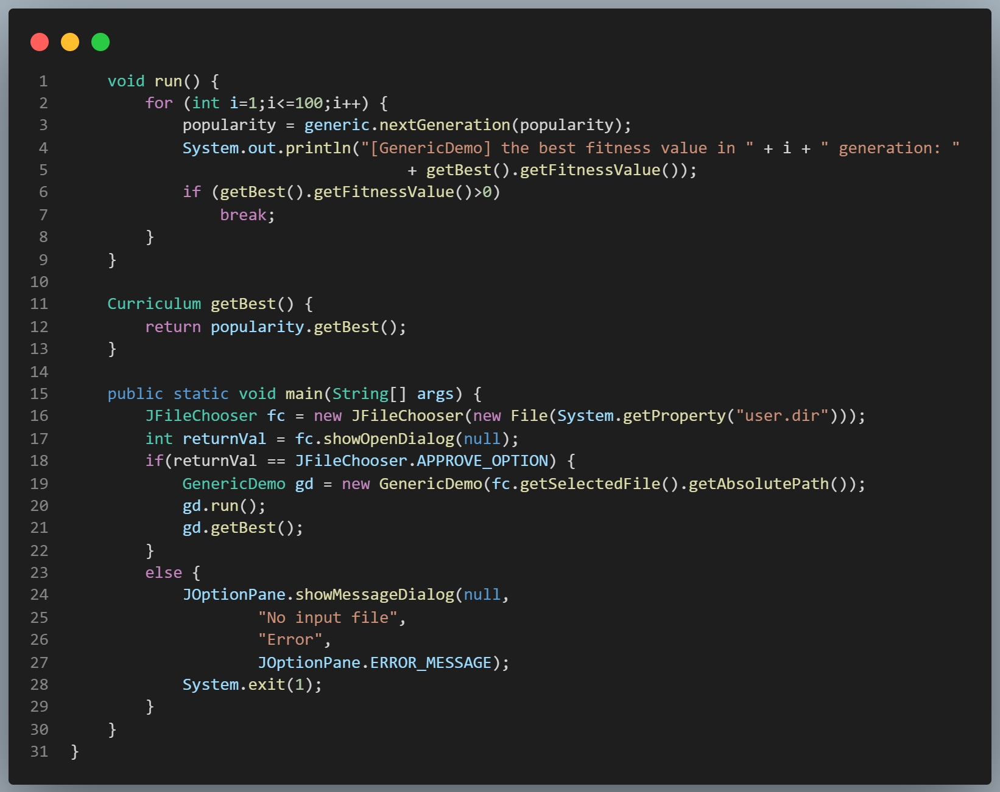 1 void run() {
2 for (int i=1;i<=100;i++) {
3 popularity = generic.nextGeneration(popularity);
4 System.out.println("[GenericDemo] the best fitness value in " + i + " generation: "
5 + getBest().getFitnessValue());
6 if (getBest().getFitnessValue()>0)
7 break;
8 }
9 }
10
11 Curriculum getBest() {
12 return popularity.getBest();
13 }
14
15 public static void main(String[] args) {
16 JFileChooser fc = new JFileChooser(new File(System.getProperty("user.dir")));
17 int returnVal = fc.showOpenDialog(null);
18 if(returnVal == JFileChooser.APPROVE_OPTION) {
19 GenericDemo gd = new GenericDemo(fc.getSelectedFile().getAbsolutePath());
20 gd.run();
21 gd.getBest();
22 }
23 else {
24 JOptionPane.showMessageDialog(null,
25 "No input file",
26 "Error",
27 JOptionPane.ERROR_MESSAGE);
28 System.exit(1);
29 }
30 }
31 }